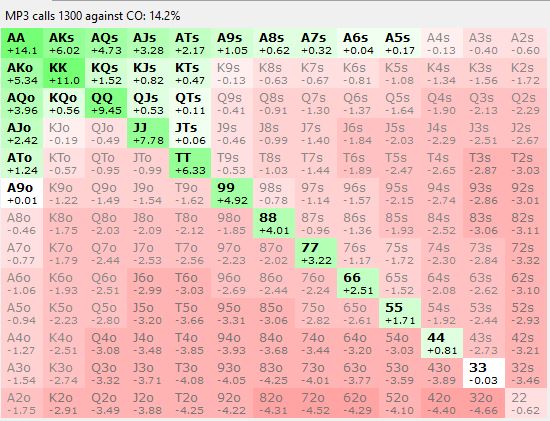 MP3 calls 1300 against CO: 14.2%
AA AKs AQs AJs ATs A9s A8s A7s A6s A5s A4s A3s A2s
+14.1 +6.02 +4.73 +3.28 +2.17 +1.05 +0.62 +0.32 +0.04 +0.17 -0.13 -0.40 -0.60
AKo KK KQs KJs KTs K9s K8s K7s K6s K5s K4s K3s K2s
+5.34 +11.0 +1.52 +0.82 +0.47 -0.13 -0.63 -0.67 -0.81 -1.08 -1.34 -1.56 -1.72
AQo KQo QQ QJs QTs Q9s Q8s Q7s Q6s Q5s Q4s Q3s Q2s
+3.96 +0.56 +9.45 +0.53 +0.11 -0.41 -0.91 -1.30 -1.37 -1.64 -1.90 -2.13 -2.29
AJo KJo QJo JJ JTs J9s J8s J7s J6s J5s J4s J3s J2s
+2.42 -0.19 -0.49 +7.78 +0.06 -0.46 -0.99 -1.40 -1.84 -2.03 -2.29 -2.51 -2.67
ATo KTo QTo JTo TT T9s T8s T7s T6s T5s T4s T3s T2s
+1.24 -0.57 -0.95 -0.99 +6.33 -0.53 -1.03 -1.44 -1.89 -2.47 -2.65 -2.87 -3.03
A9o K9o Q9o J9o T9o 99 98s 97s 96s 95s 94s 93s 92s
+0.01 -1.22 -1.49 -1.54 -1.62 +4.92 -0.78 -1.14 -1.57 -2.15 -2.74 -2.86 -3.01
A8o K8o Q8o J8o T8o 98o 88 87s 86s 85s 84s 83s 82s
-0.46 -1.75 -2.03 -2.09 -2.12 -1.85 +4.01 -0.96 -1.36 -1.93 -2.52 -3.06 -3.11
A7o K7o Q7o J7o T7o 97o 87o 77 76s 75s 74s 73s 72s
-0.77 -1.79 -2.44 -2.53 -2.56 -2.23 -2.02 +3.22 -1.17 -1.72 -2.30 -2.84 -3.32
A6o K6o Q6o J6o T6o 96o 86o 76o 66 65s 64s 63s 62s
-1.06 -1.93 -2.51 -2.99 -3.03 -2.69 -2.44 -2.24 +2.51 -1.52 -2.08 -2.62 -3.10
A5o K5o Q5o J5o T5o 95o 85o 75o 65o 55 54s 53s 52s
-0.94 -2.23 -2.80 -3.20 -3.66 -3.31 -3.06 -2.82 -2.61 +1.71 -1.92 -2.44 -2.93
A4o K4o Q4o J4o T4o 94o 84o 74o 64o 54o 44 43s 42s
-1.27 -2.51 -3.08 -3.48 -3.85 -3.93 -3.68 -3.44 -3.20 -3.03 +0.81 -2.73 -3.21
A3o K3o Q3o J3o T3o 93o 83o 73o 63o 53o 43o 33 32s
-1.54 -2.74 -3.32 -3.71 -4.08 -4.05 -4.25 -4.01 -3.77 -3.59 -3.89 -0.03 -3.46
A2o K2o Q2o J2o T2o 92o 82o 72o 62o 52o 42o 32o 22
-1.75 -2.91 -3.49 -3.88 -4.25 -4.22 -4.31 -4.52 -4.29 -4.10 -4.40 -4.66 -0.62